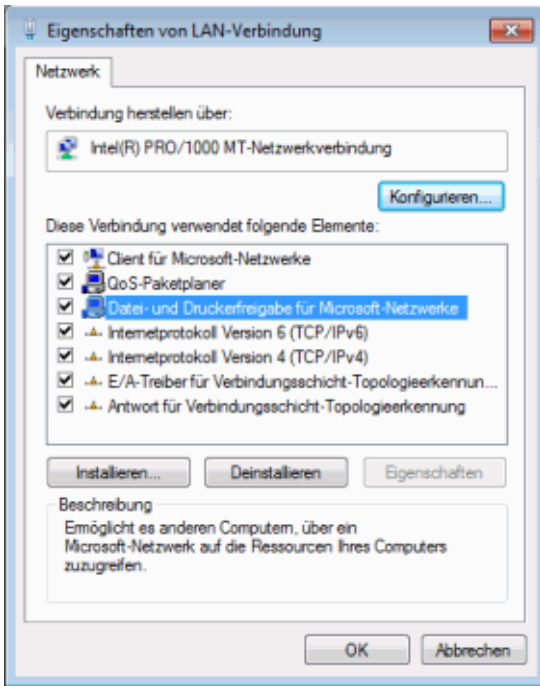 Eigenschaften von LAN-Verbindung
Netzwerk
Verbindung herstellen über:
Intel(R) PRO/1000 MT-Netzwerkverbindung
Konfigurieren...
Diese Verbindung verwendet folgende Elemente:
Client für Microsoft-Netzwerke
QoS-Paketplaner
Datei- und Druckerfreigabe für Microsoft-Netzwerke
Internetprotokoll Version 6 (TCP/IPv6)
Internetprotokoll Version 4 (TCP/IPv4)
E/A-Treiber für Verbindungsschicht-Topologieerkennun...
Antwort für Verbindungsschicht-Topologieerkennung
Installieren... Deinstallieren Eigenschaften
Beschreibung
Ermöglicht es anderen Computern, über ein
Microsoft-Netzwerk auf die Ressourcen Ihres Computers
zuzugreifen.
OK Abbrechen